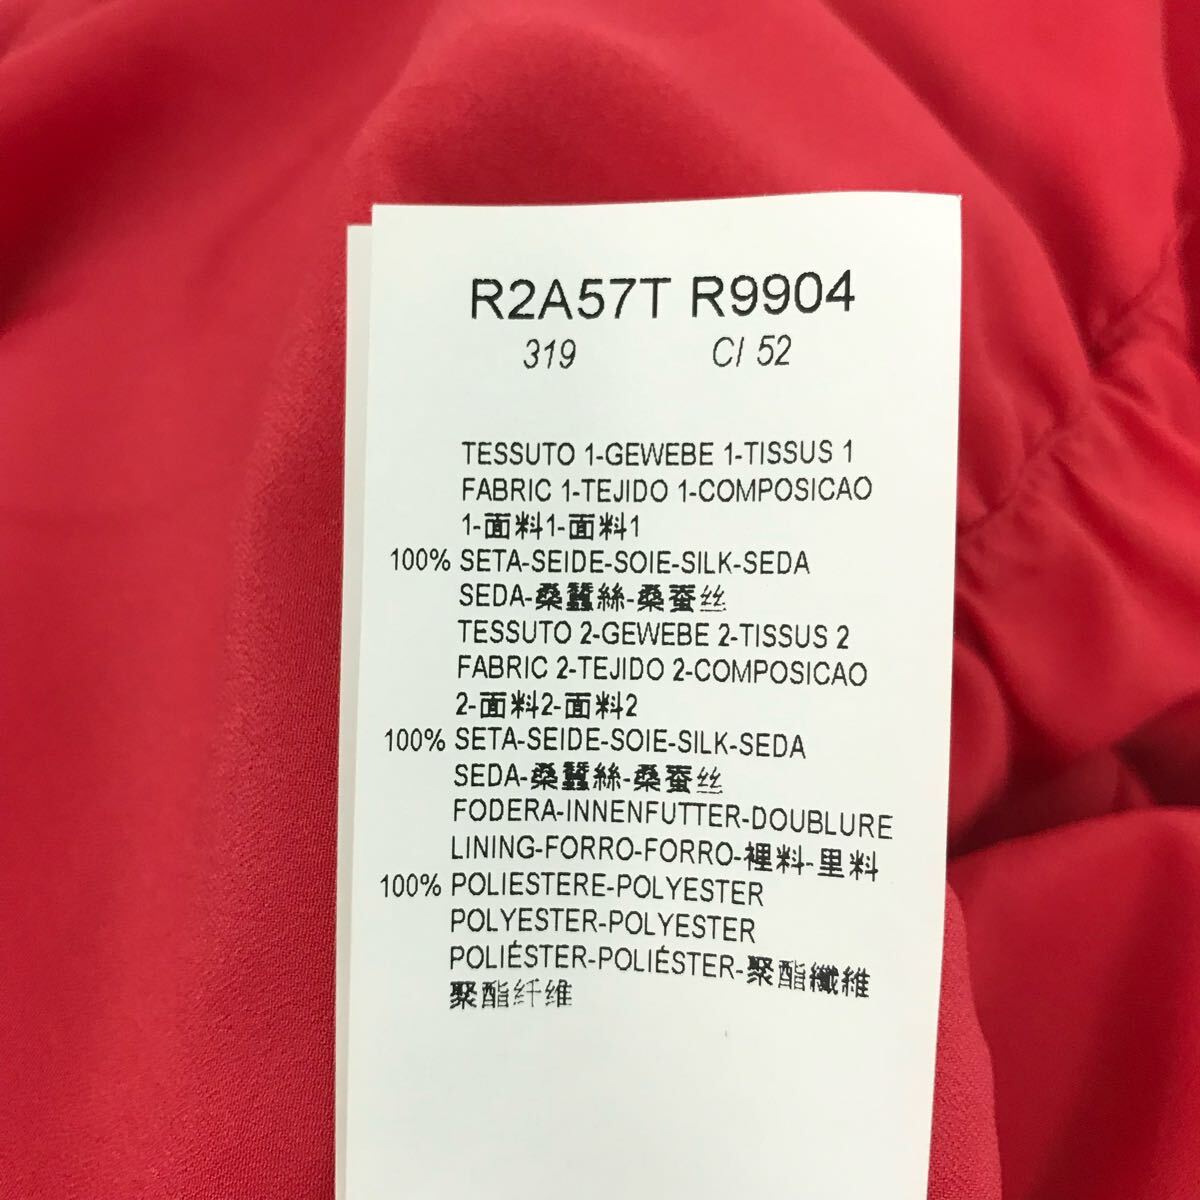 R2A57T R9904
319 CI 52
TESSUTO 1-GEWEBE 1-TISSUS 1
FABRIC 1-TEJIDO 1-COMPOSICAO
1-面料1-面料1
100% SETA-SEIDE-SOIE-SILK-SEDA
SEDA-桑蠶絲-桑蚕丝
TESSUTO 2-GEWEBE 2-TISSUS 2
FABRIC 2-TEJIDO 2-COMPOSICAO
2-面料2-面料2
100% SETA-SEIDE-SOIE-SILK-SEDA
SEDA-桑蠶絲-桑蚕丝
FODERA-INNENFUTTER-DOUBLURE
LINING-FORRO-FORRO-裡料-里料
100% POLIESTERE-POLYESTER
POLYESTER-POLYESTER
POLIÉSTER-POLIÉSTER-聚酯纖維
聚酯纤维